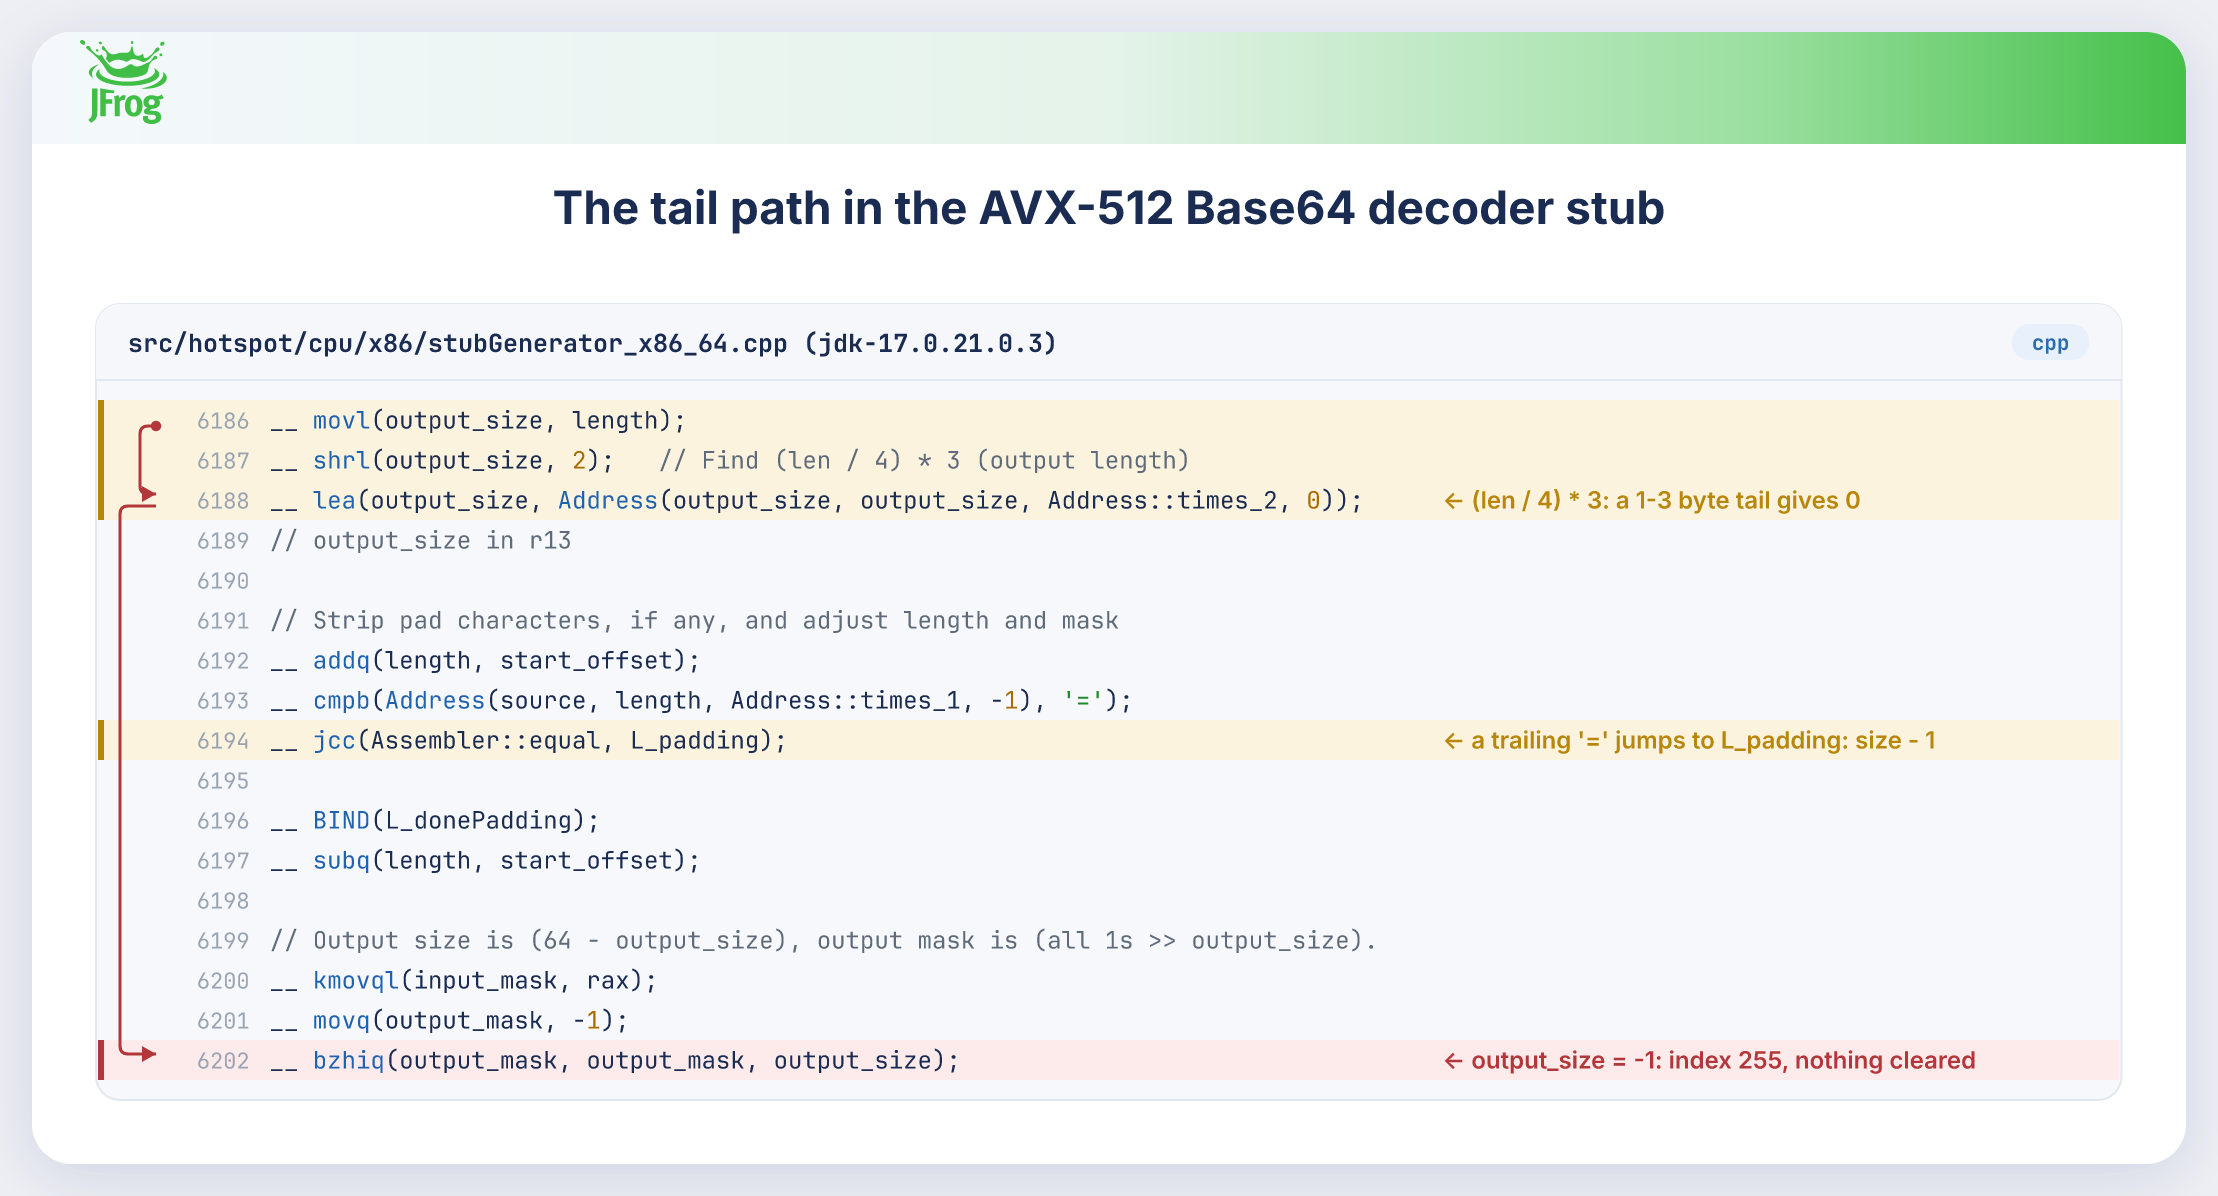 JFrog
The tail path in the AVX-512 Base64 decoder stub
src/hotspot/cpu/x86/stubGenerator_x86_64.cpp (jdk-17.0.21.0.3) cpp
6186 __ movl(output_size, length);
6187 __ shrl(output_size, 2);   // Find (len / 4) * 3 (output length)
6188 __ lea(output_size, Address(output_size, output_size, Address::times_2, 0)); ← (len / 4) * 3: a 1-3 byte tail gives 0
6189 // output_size in r13
6190
6191 // Strip pad characters, if any, and adjust length and mask
6192 __ addq(length, start_offset);
6193 __ cmpb(Address(source, length, Address::times_1, -1), '=');
6194 __ jcc(Assembler::equal, L_padding); ← a trailing '=' jumps to L_padding: size - 1
6195
6196 __ BIND(L_donePadding);
6197 __ subq(length, start_offset);
6198
6199 // Output size is (64 - output_size), output mask is (all 1s >> output_size).
6200 __ kmovql(input_mask, rax);
6201 __ movq(output_mask, -1);
6202 __ bzhiq(output_mask, output_mask, output_size); ← output_size = -1: index 255, nothing cleared